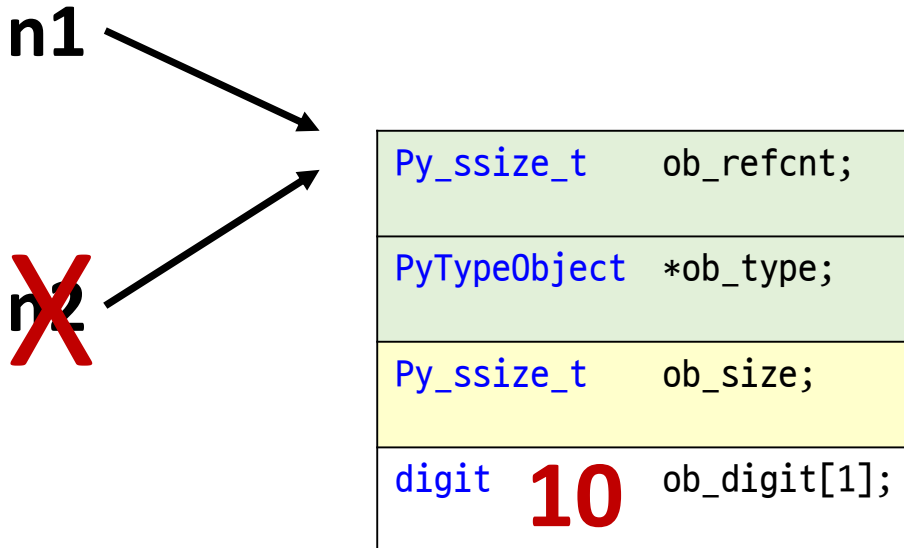 n1
Py_ssize_t ob_refcnt;
PyTypeObject *ob_type;
n2
X
Py_ssize_t ob_size;
digit 10 ob_digit[1];